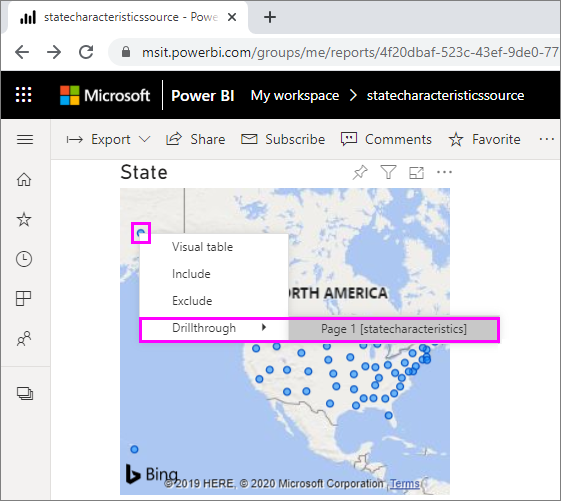 statecharacteristicssource - Pow
msit.powerbi.com/groups/me/reports/4f20dbaf-523c-43ef-9de0-77
Microsoft Power BI My workspace > statecharacteristicssource
Export Share Subscribe Comments Favorite ...
State
Visual table
Include
Exclude
Drillthrough
Page 1 [statecharacteristics]
RTH AMERICA
Bing
© 2019 HERE, © 2020 Microsoft Corporation Terms